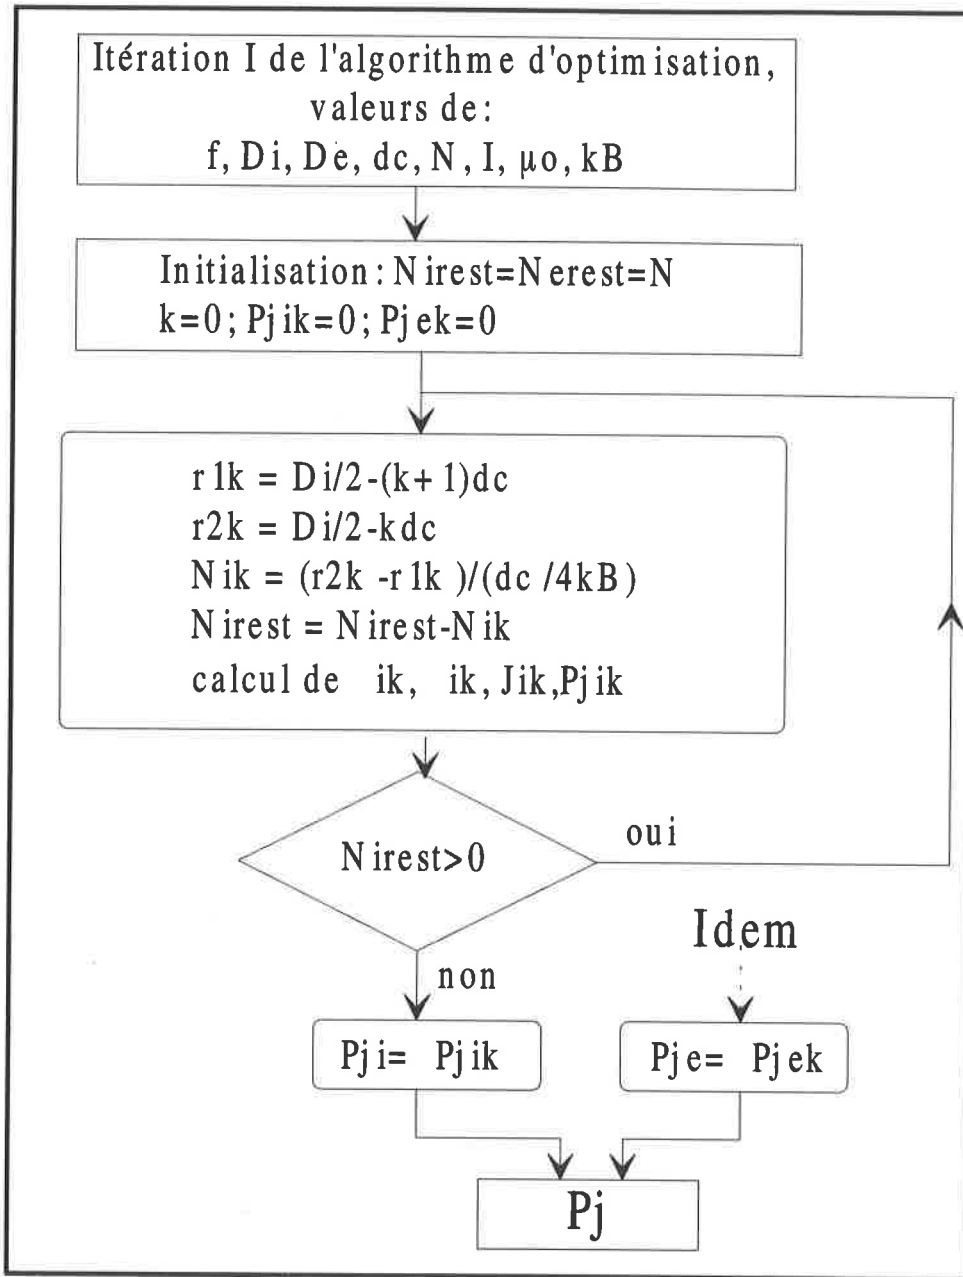 Itération I de l'algorithme d'optimisation,
valeurs de:
f, Di, De, dc, N, I, µo, kB
Initialisation: Nirest=Nerest=N
k=0; Pjik=0; Pjek=0
r1k = Di/2-(k+1)dc
r2k = Di/2-kdc
Nik = (r2k -r1k )/(dc /4kB)
Nirest = Nirest-Nik
calcul de ik, ik, Jik,Pjik
Nirest>0
oui
Idem
non
Pji= Pjik
Pje= Pjek
Pj